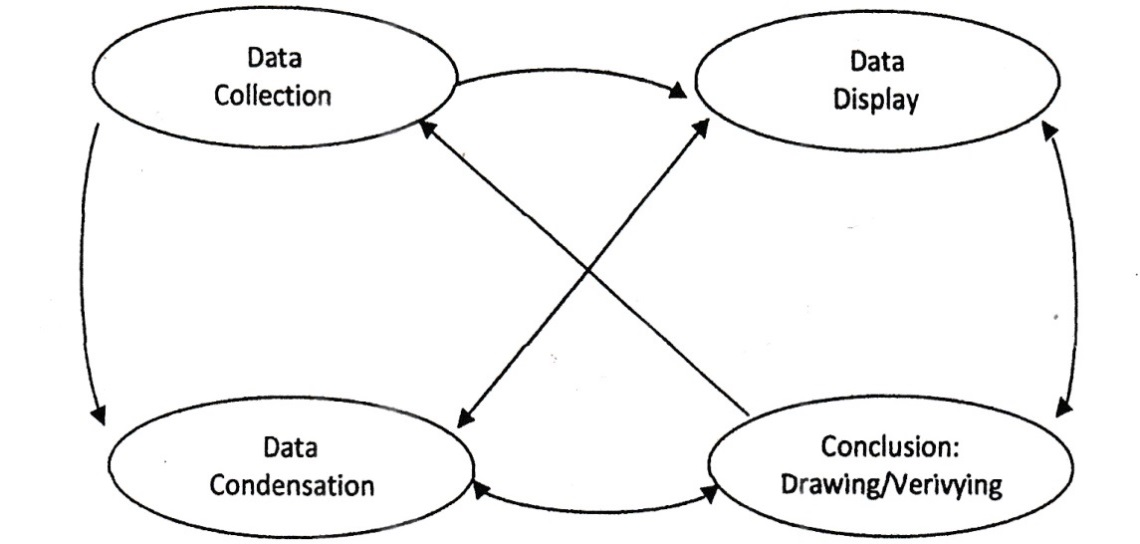 Data
Collection
Data
Display
Data
Condensation
Conclusion:
Drawing/Verivying